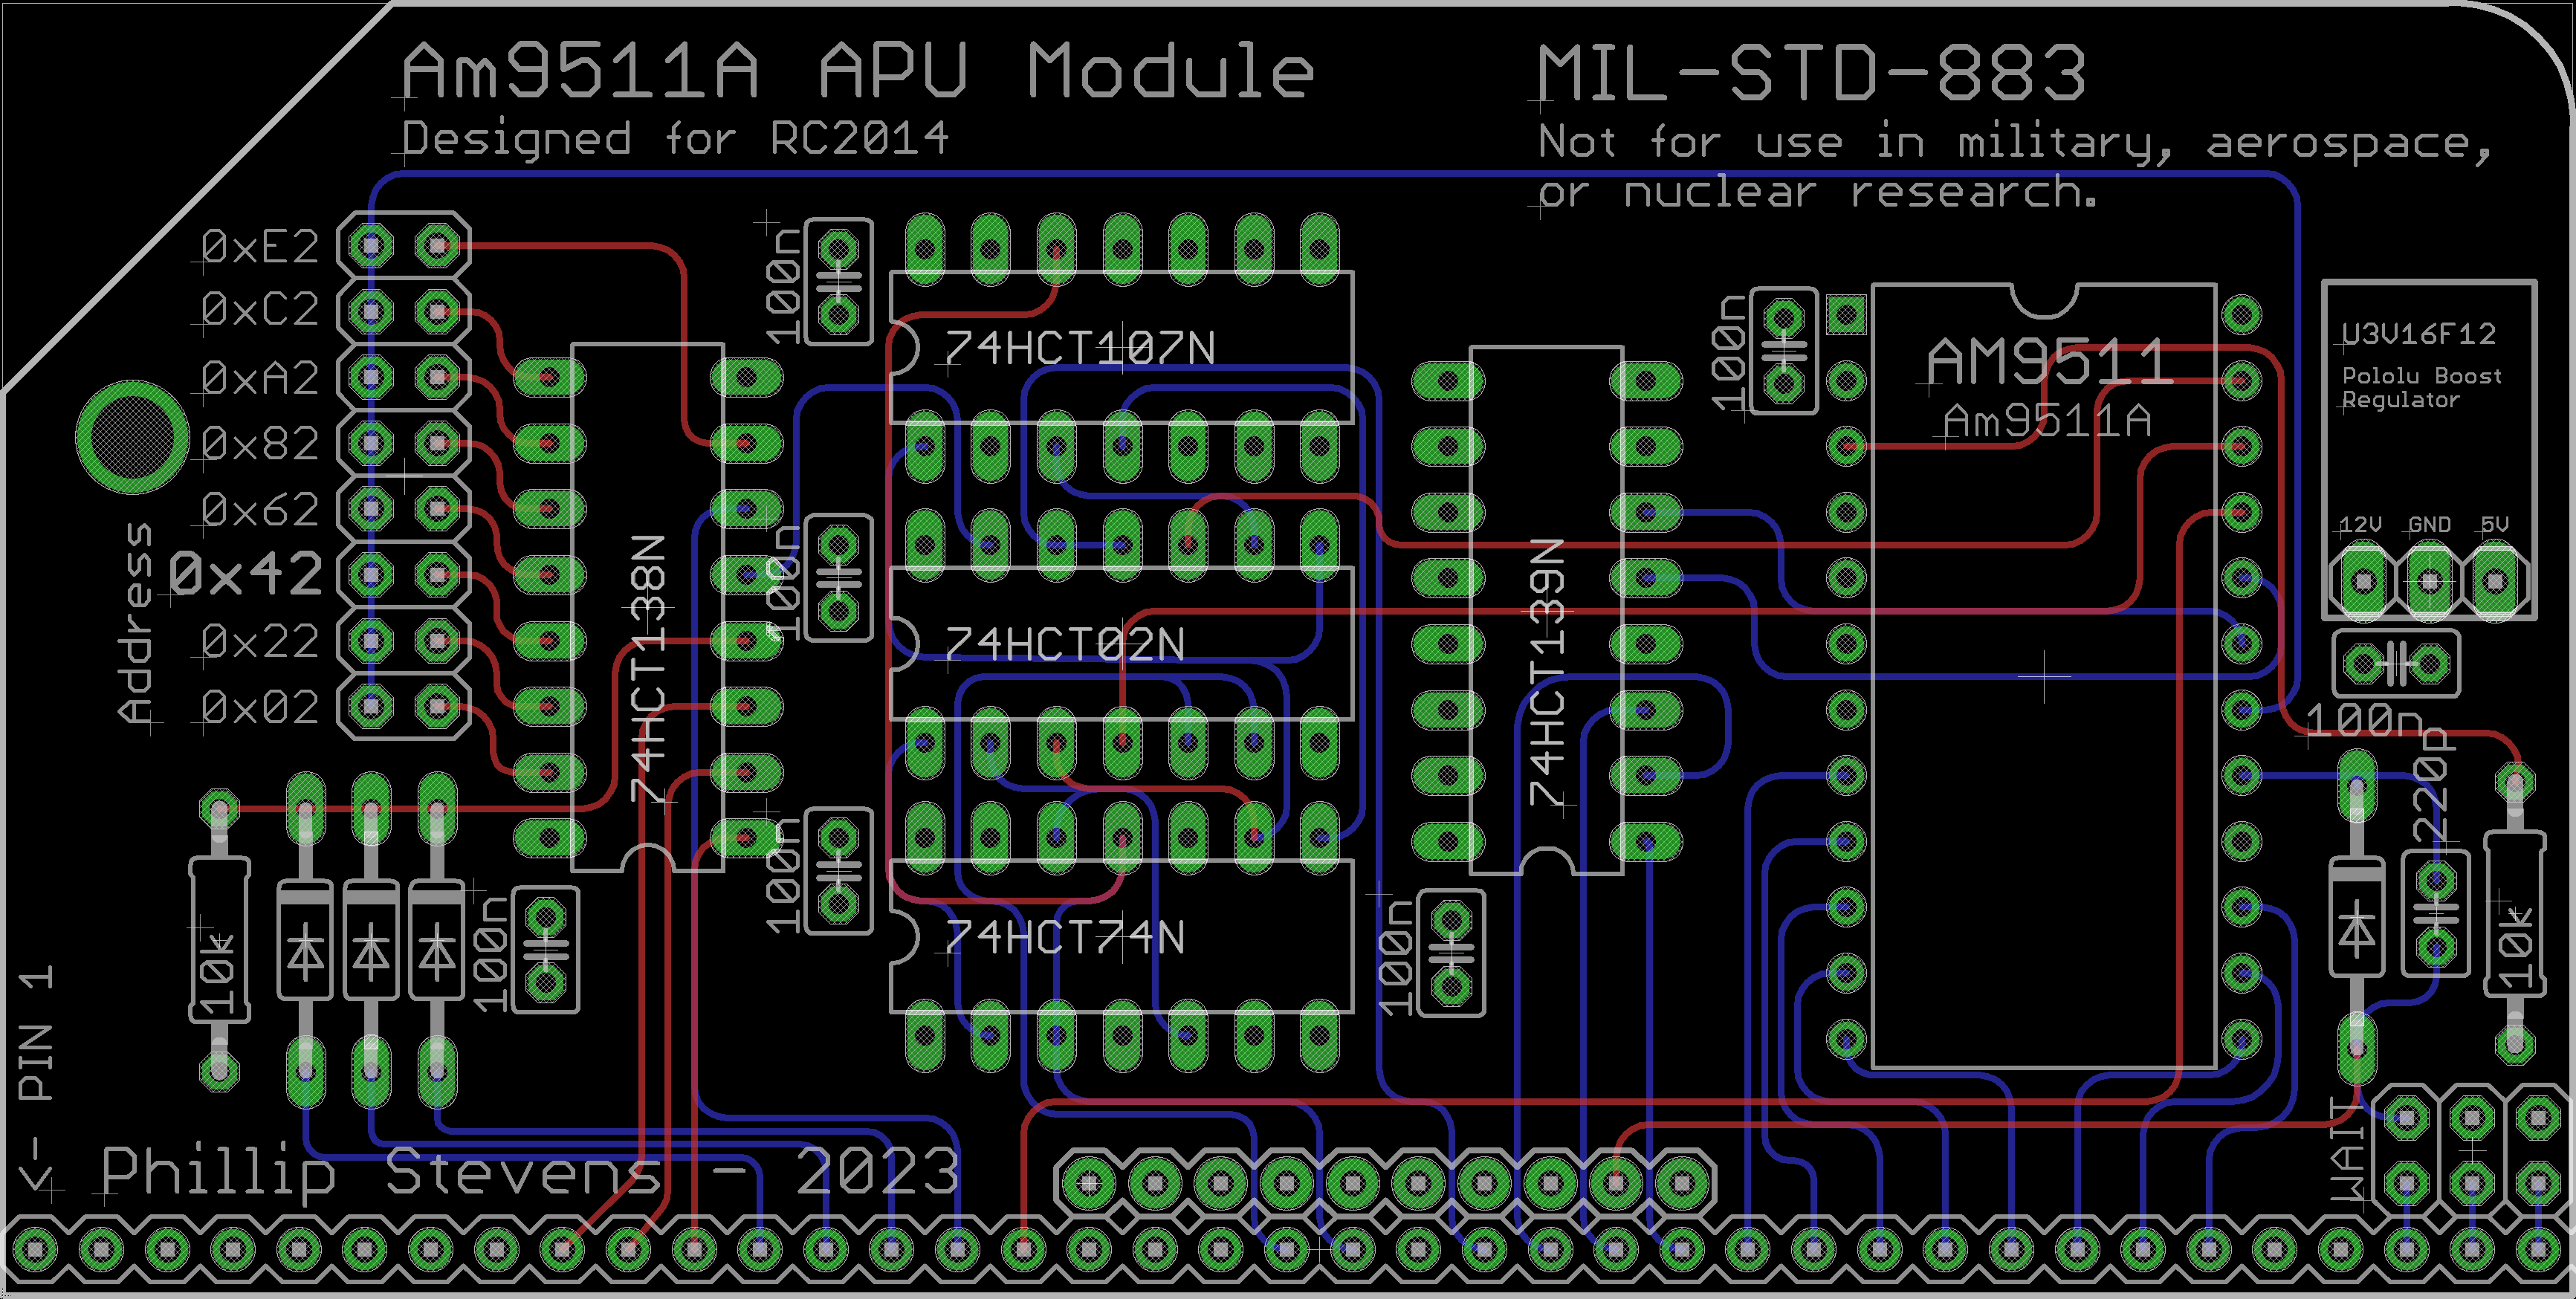 Am9511A APU Module
Designed for RC2014
MIL-STD-883
Not for use in military, aerospace,
or nuclear research.
0xE2
0xC2
0xA2
0x82
0x62
0x42
0x22
0x02
Address
74HCT138N
100n
100n
100n
74HCT107N
74HCT02N
74HCT74N
74HCT139N
100n
AM9511
Am9511A
U3V16F12
Pololu Boost
Regulator
12V GND 5V
100n
220p
10k
10k
100n
100n
WAIT
<- PIN 1
Phillip Stevens - 2023